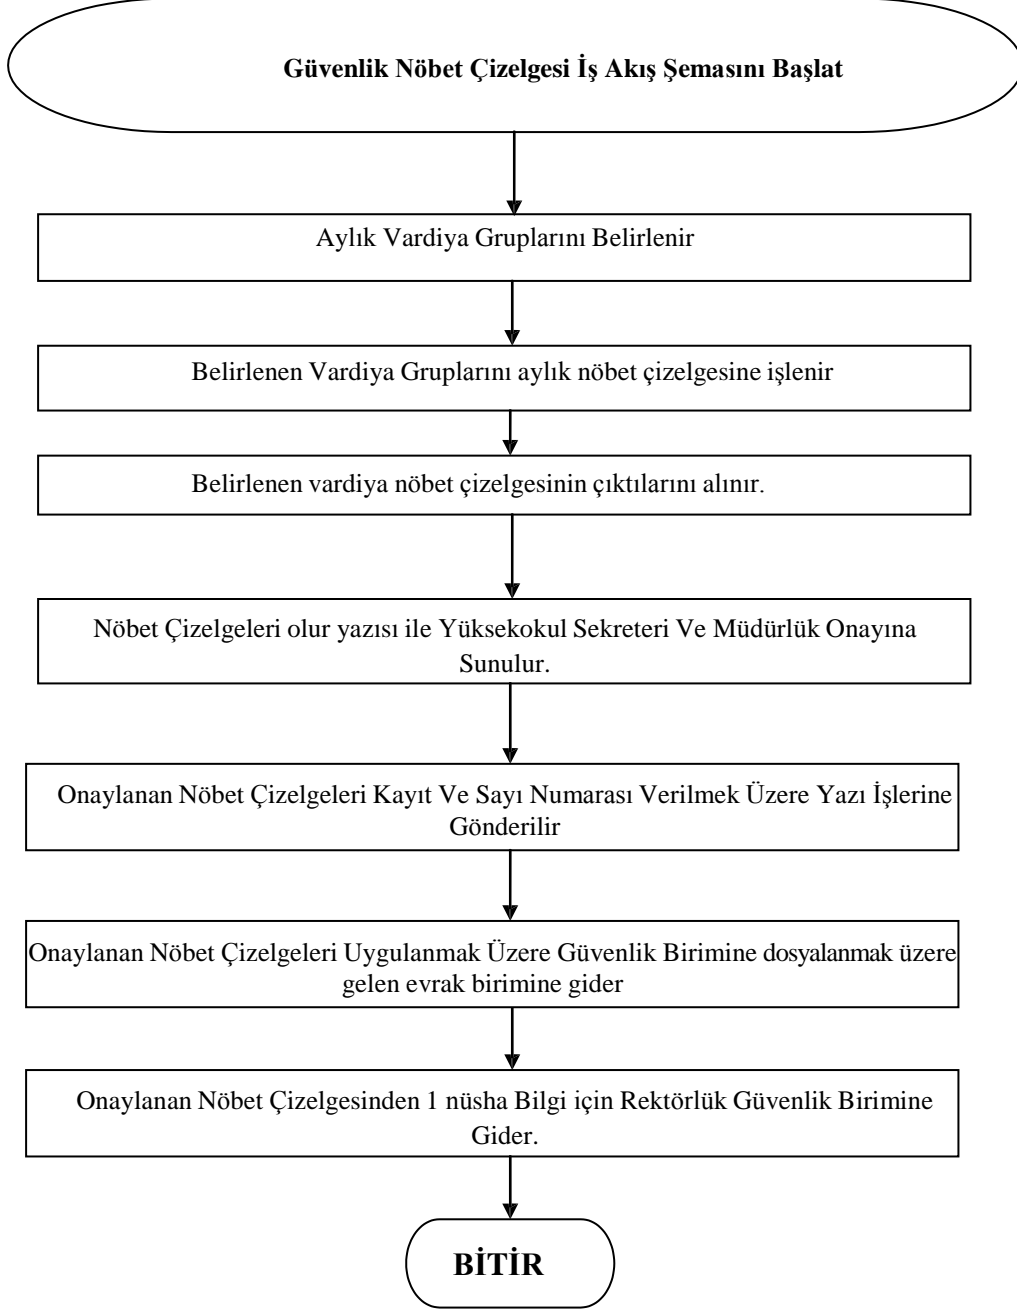 Güvenlik Nöbet Çizelgesi İş Akış Şemasını Başlat
Aylık Vardiya Gruplarını Belirlenir
Belirlenen Vardiya Gruplarını aylık nöbet çizelgesine işlenir
Belirlenen vardiya nöbet çizelgesinin çıktılarını alınır.
Nöbet Çizelgeleri olur yazısı ile Yüksekokul Sekreteri Ve Müdürlük Onayına
Sunulur.
Onaylanan Nöbet Çizelgeleri Kayıt Ve Sayı Numarası Verilmek Üzere Yazı İşlerine
Gönderilir
Onaylanan Nöbet Çizelgeleri Uygulanmak Üzere Güvenlik Birimine dosyalanmak üzere
gelen evrak birimine gider
Onaylanan Nöbet Çizelgesinden 1 nüsha Bilgi için Rektörlük Güvenlik Birimine
Gider.
BİTİR